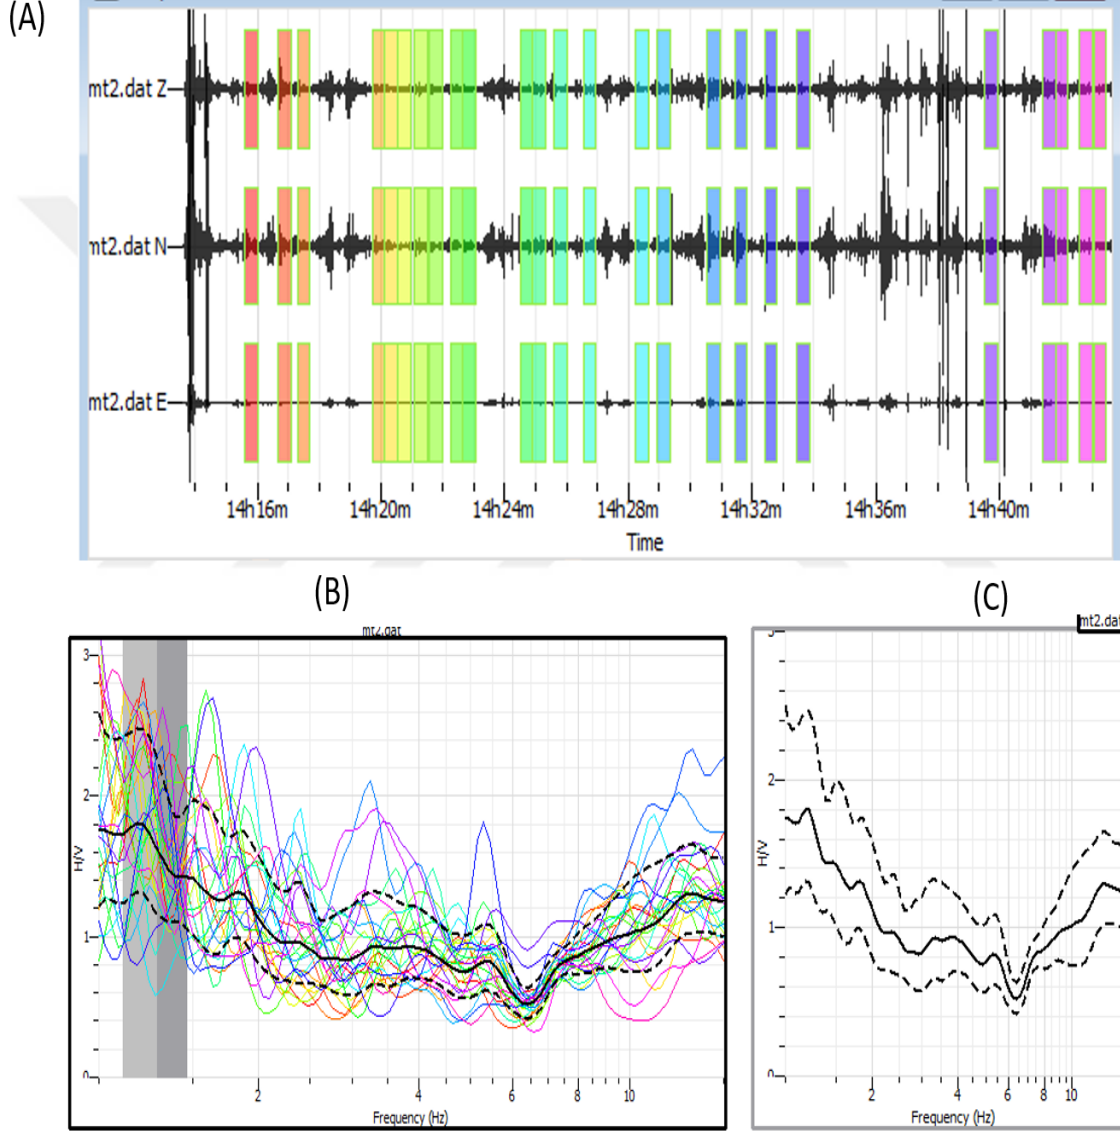 (A)
mt2.dat Z
mt2.dat N
mt2.dat E
14h16m 14h20m 14h24m 14h28m 14h32m 14h36m 14h40m
Time
(B)
(C)
mt2.dat
mt2.dat
3
2
1
0
H/V
2 4 6 8 10
Frequency (Hz)
3
2
1
0
H/V
2 4 6 8 10
Frequency (Hz)